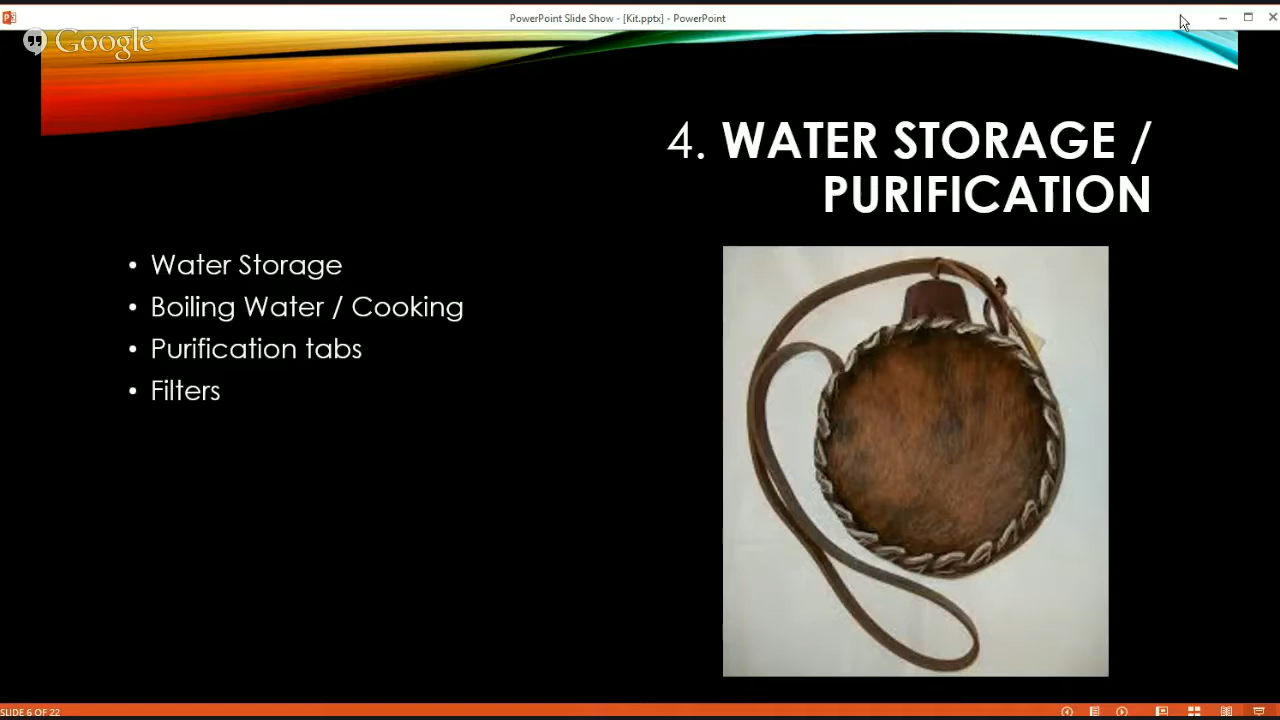 PowerPoint Slide Show - [Kit.pptx] - PowerPoint
Google
4. WATER STORAGE /
PURIFICATION
• Water Storage
• Boiling Water / Cooking
• Purification tabs
• Filters
SLIDE 6 OF 22